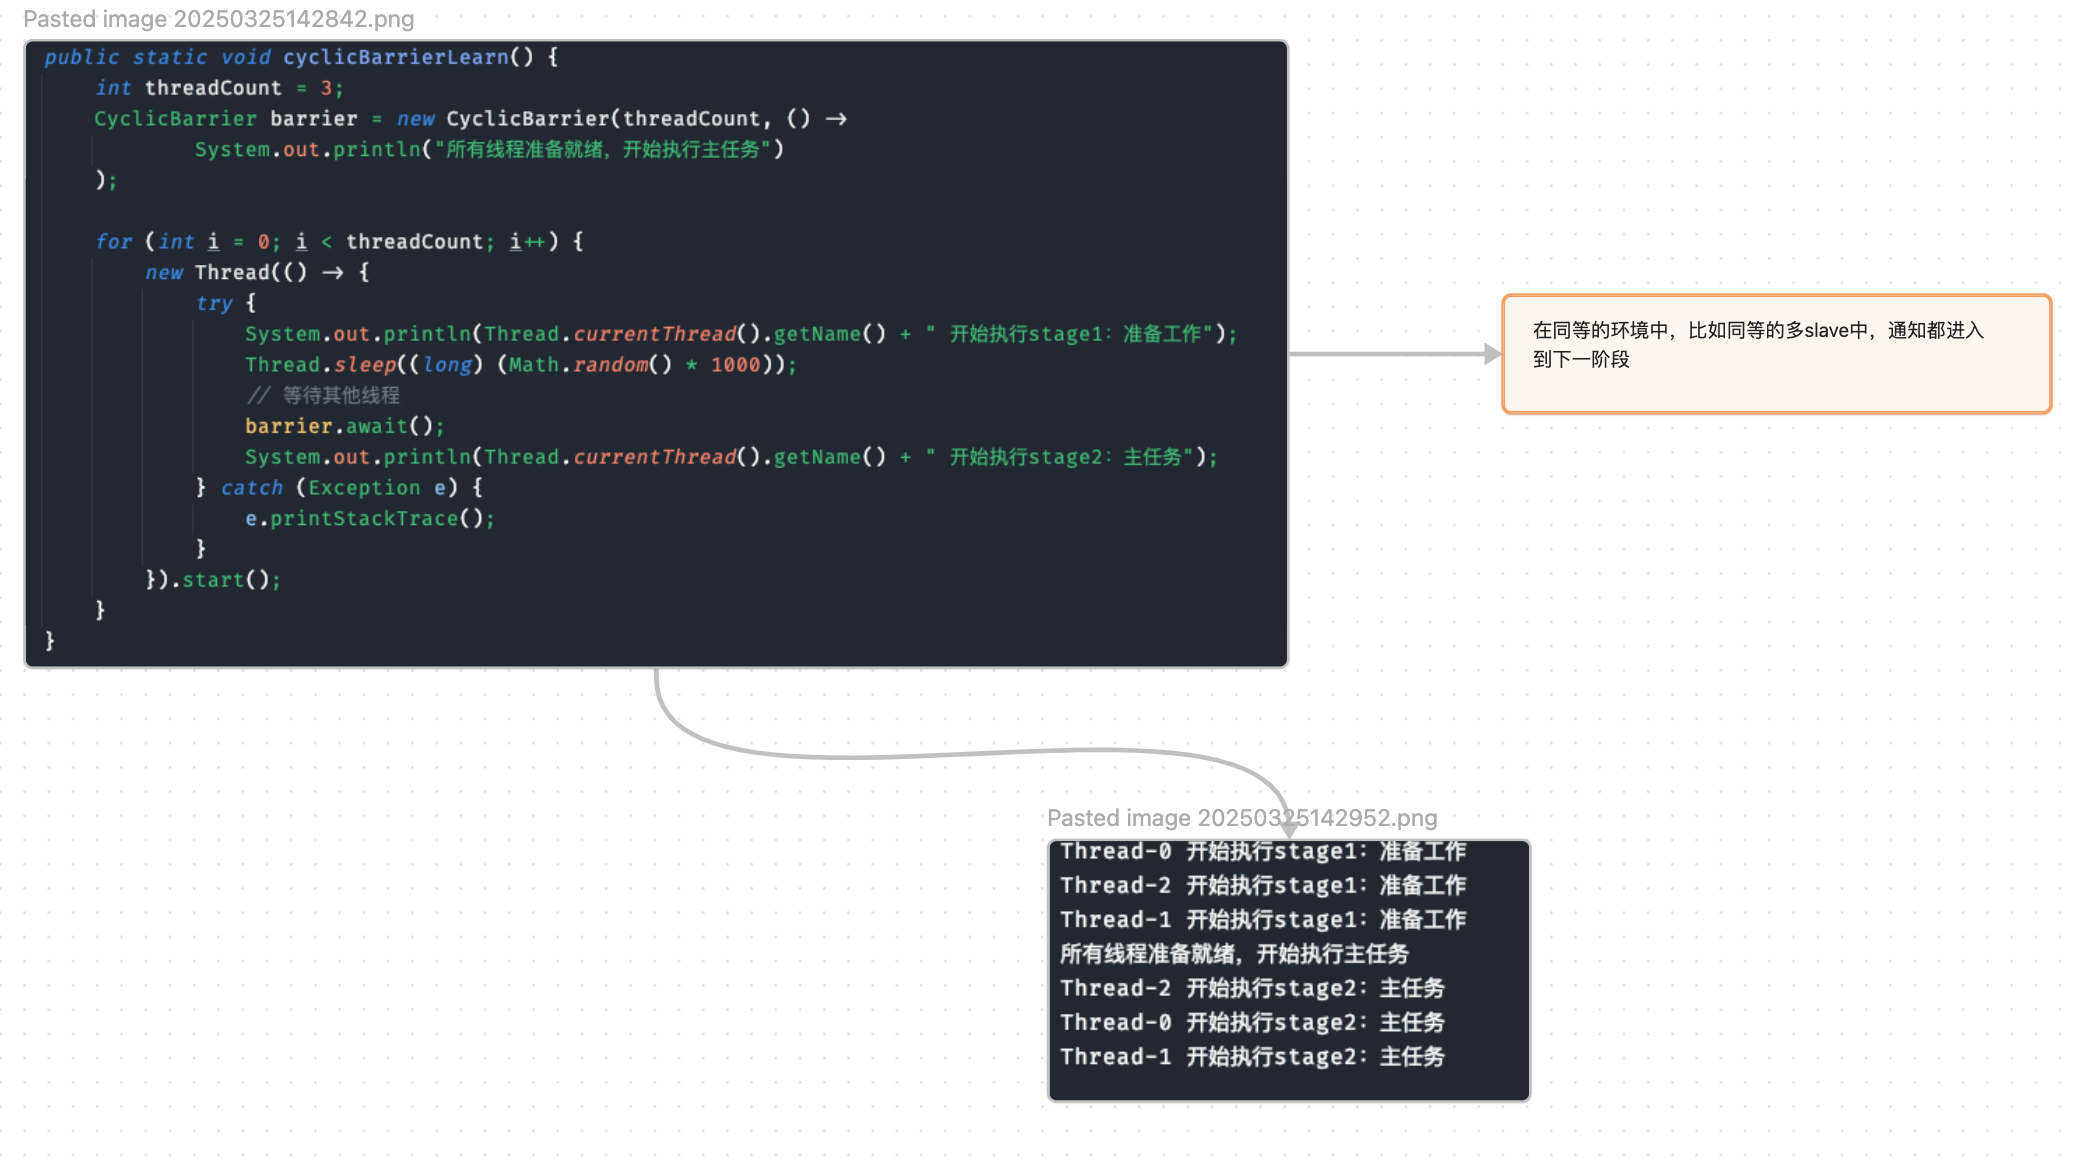 Pasted image 20250325142842.png
public static void cyclicBarrierLearn() {
int threadCount = 3;
CyclicBarrier barrier = new CyclicBarrier(threadCount, () →
System.out.println("所有线程准备就绪，开始执行主任务")
);
for (int i = 0; i < threadCount; i++) {
new Thread(() → {
try {
System.out.println(Thread.currentThread().getName() + " 开始执行stage1：准备工作");
Thread.sleep((long) (Math.random() * 1000));
// 等待其他线程
barrier.await();
System.out.println(Thread.currentThread().getName() + " 开始执行stage2：主任务");
} catch (Exception e) {
e.printStackTrace();
}
}).start();
}
}
在同等的环境中，比如同等的多slave中，通知都进入
到下一阶段
Pasted image 20250325142952.png
Thread-0 开始执行stage1：准备工作
Thread-2 开始执行stage1：准备工作
Thread-1 开始执行stage1：准备工作
所有线程准备就绪，开始执行主任务
Thread-2 开始执行stage2：主任务
Thread-0 开始执行stage2：主任务
Thread-1 开始执行stage2：主任务